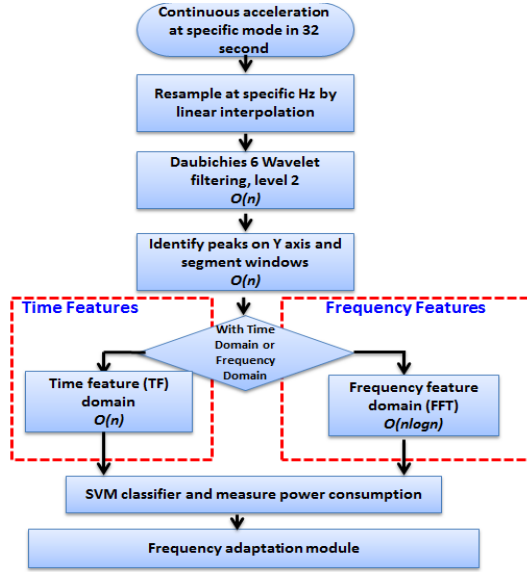 Continuous acceleration
at specific mode in 32
second
Resample at specific Hz by
linear interpolation
Daubichies 6 Wavelet
filtering, level 2
O(n)
Identify peaks on Y axis and
segment windows
O(n)
Time Features
Frequency Features
With Time
Domain or
Frequency
Domain
Time feature (TF)
domain
O(n)
Frequency feature
domain (FFT)
O(nlogn)
SVM classifier and measure power consumption
Frequency adaptation module